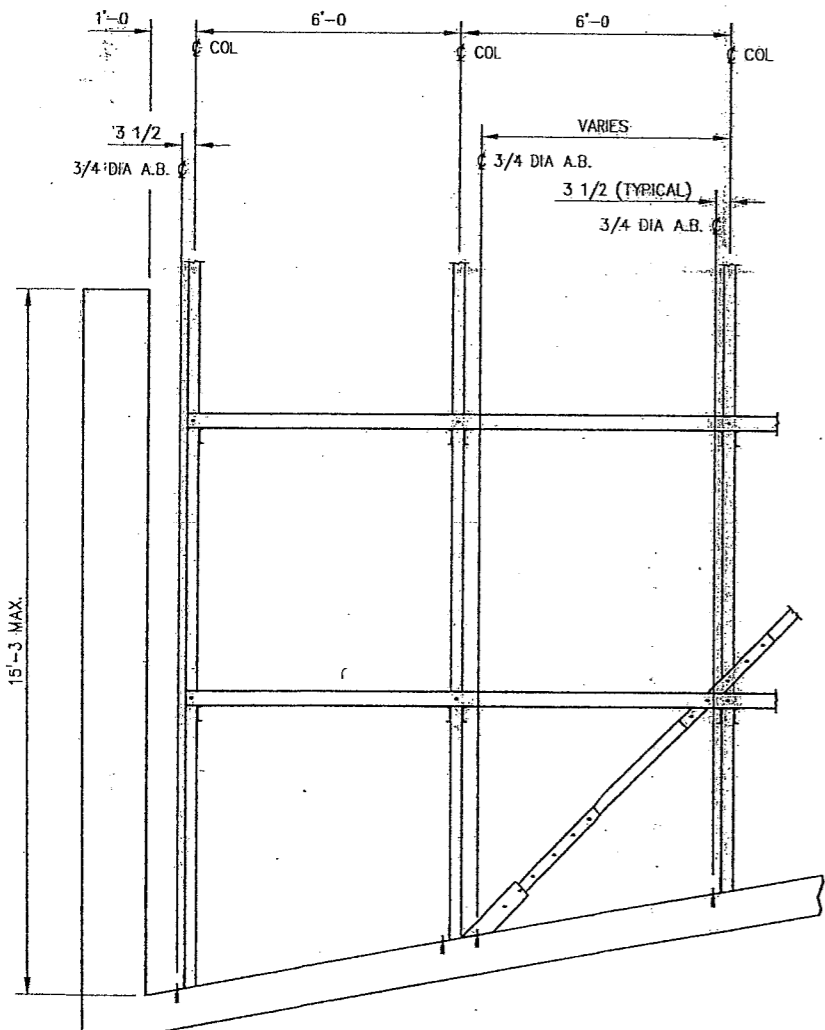 1'-0
6'-0
6'-0
℄ COL
℄ COL
℄ COL
3 1/2
3/4 DIA A.B. ℄
VARIES
℄ 3/4 DIA A.B.
3 1/2 (TYPICAL)
3/4 DIA A.B. ℄
15'-3 MAX.